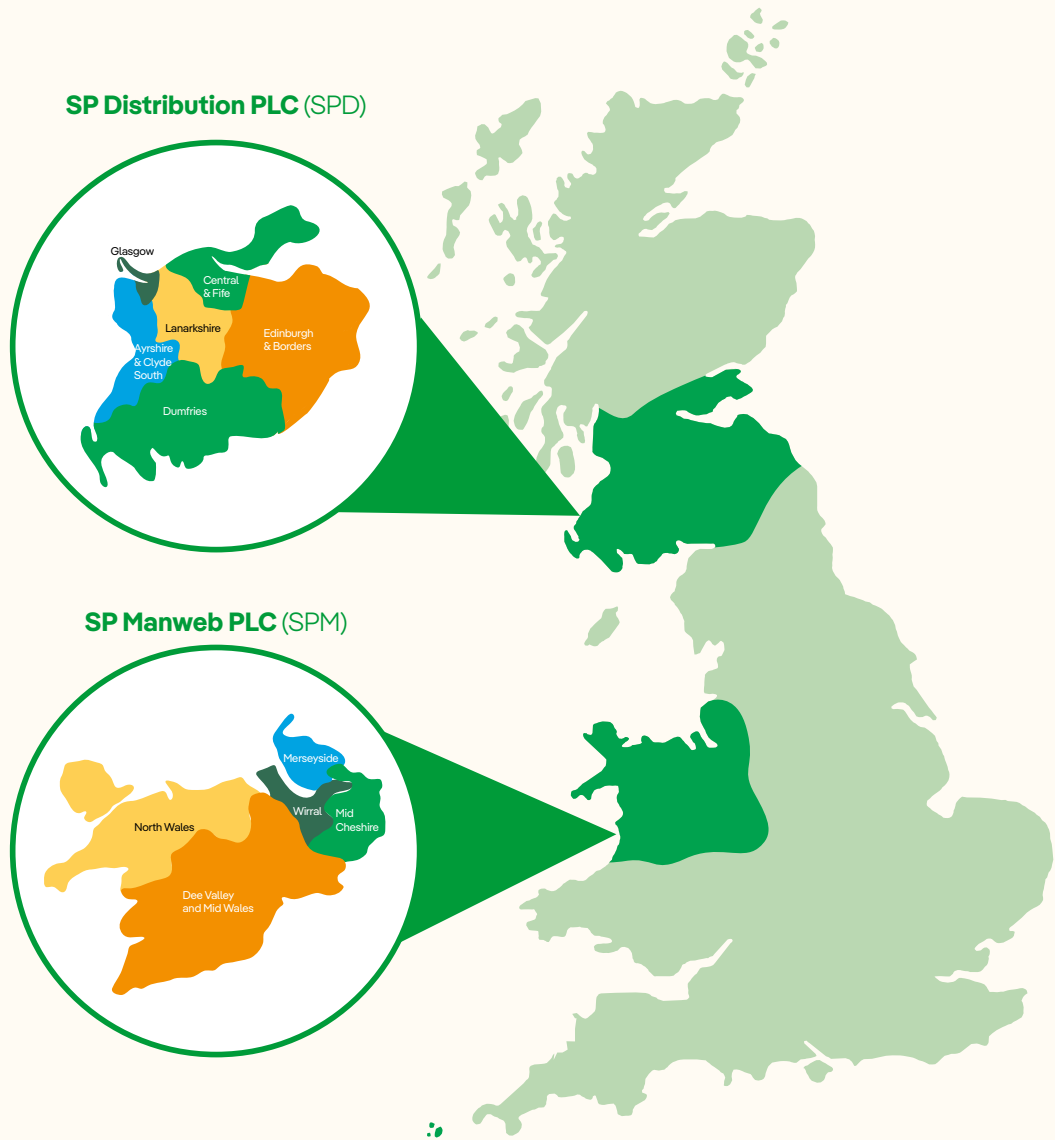 SP Distribution PLC (SPD)
Glasgow
Central
& Fife
Lanarkshire
Edinburgh
& Borders
Ayrshire
& Clyde
South
Dumfries
SP Manweb PLC (SPM)
Merseyside
Wirral
Mid
Cheshire
North Wales
Dee Valley
and Mid Wales